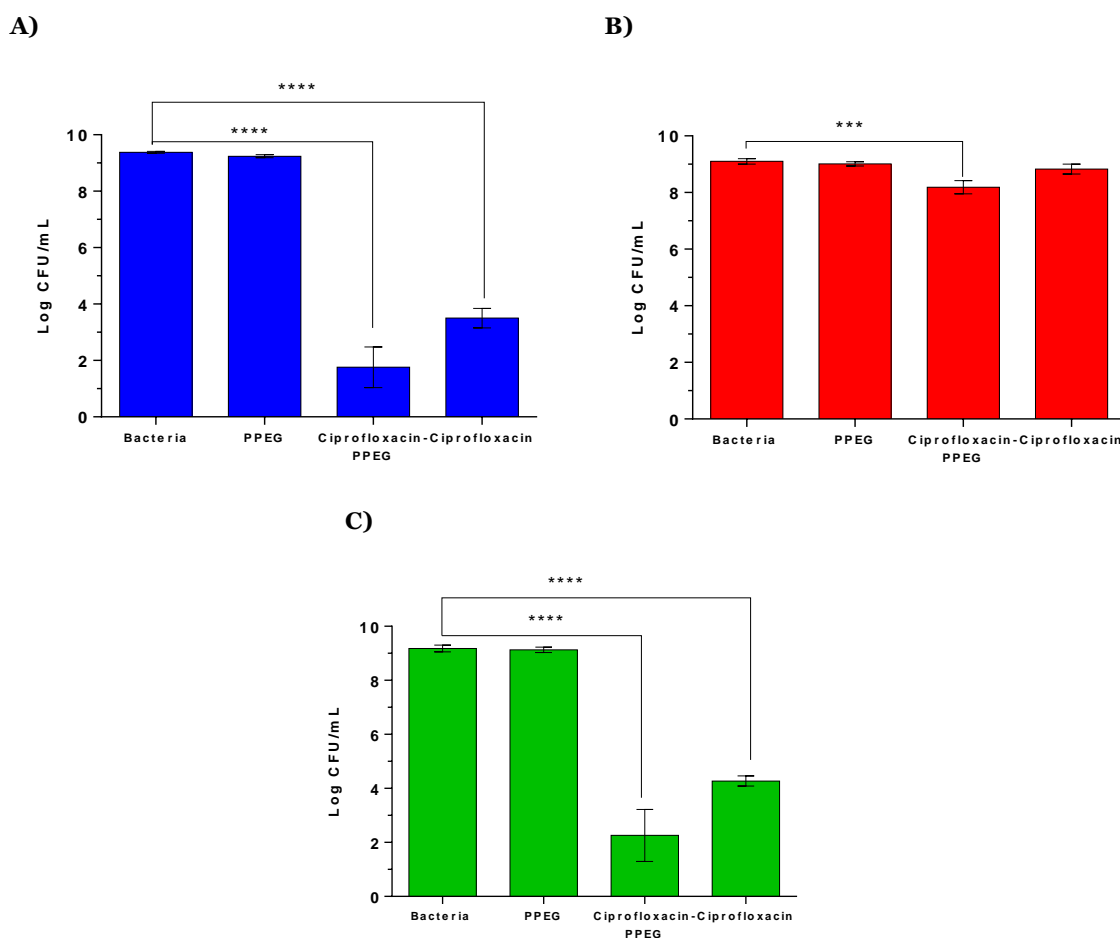 A)
****
****
10
8
6
4
2
0
Log CFU/mL
Bacteria PPEG Ciprofloxacin-Ciprofloxacin
PPEG
B)
***
10
8
6
4
2
0
Log CFU/mL
Bacteria PPEG Ciprofloxacin-Ciprofloxacin
PPEG
C)
****
****
10
8
6
4
2
0
Log CFU/mL
Bacteria PPEG Ciprofloxacin-Ciprofloxacin
PPEG